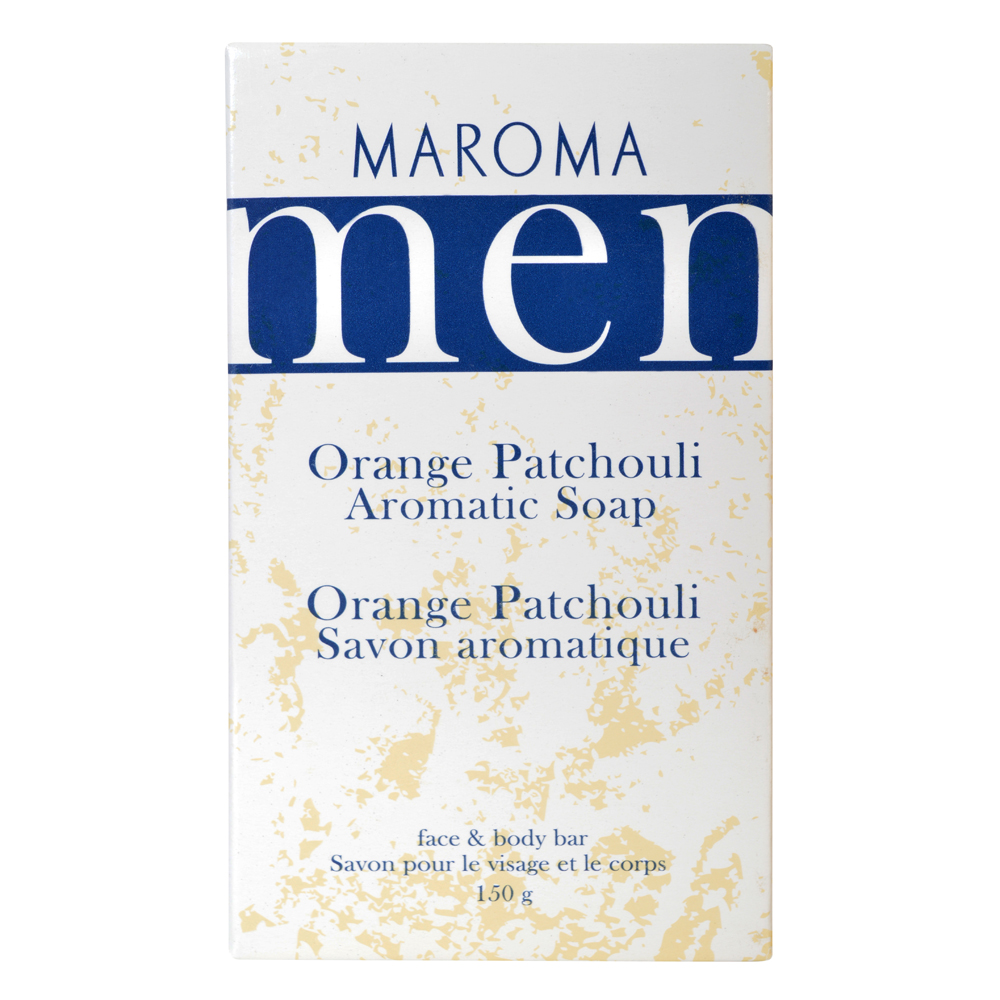 MAROMA
men
Orange Patchouli
Aromatic Soap
Orange Patchouli
Savon aromatique
face & body bar
Savon pour le visage et le corps
150 g